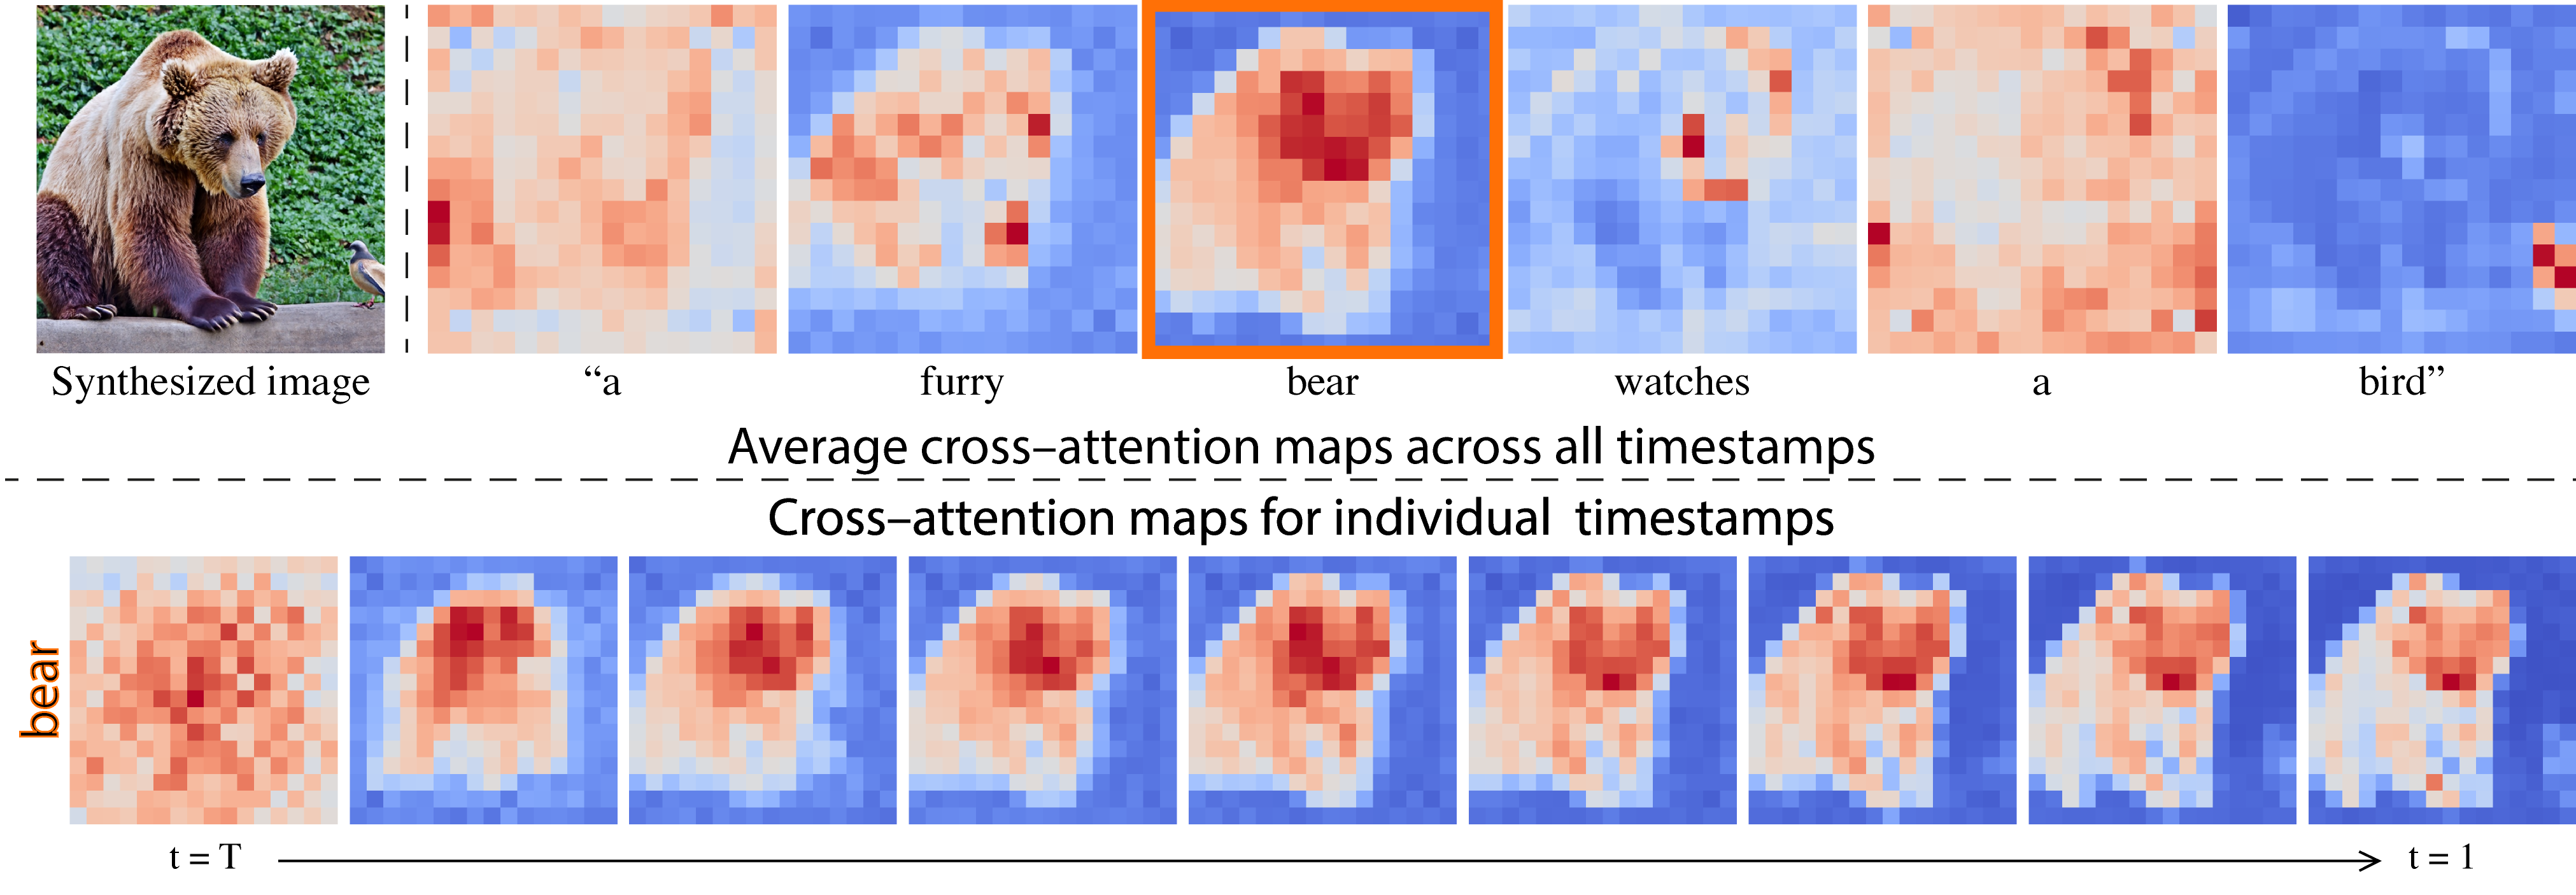 Synthesized image
“a
furry
bear
watches
a
bird”
Average cross–attention maps across all timestamps
Cross–attention maps for individual timestamps
bear
t = T
t = 1